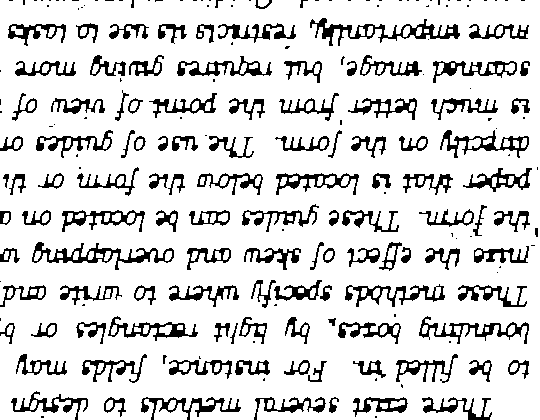 There exist several methods to design
to be filled in. For instance, fields may
bounding boxes, by light rectangles or by
These methods specify where to write and
mize the effect of skew and overlapping
the form. These guides can be located on a
paper that is located below the form or
directly on the form. The use of guides on
is much better from the point of view of
scanned image, but requires giving more
more importantly, restricts its use to tasks